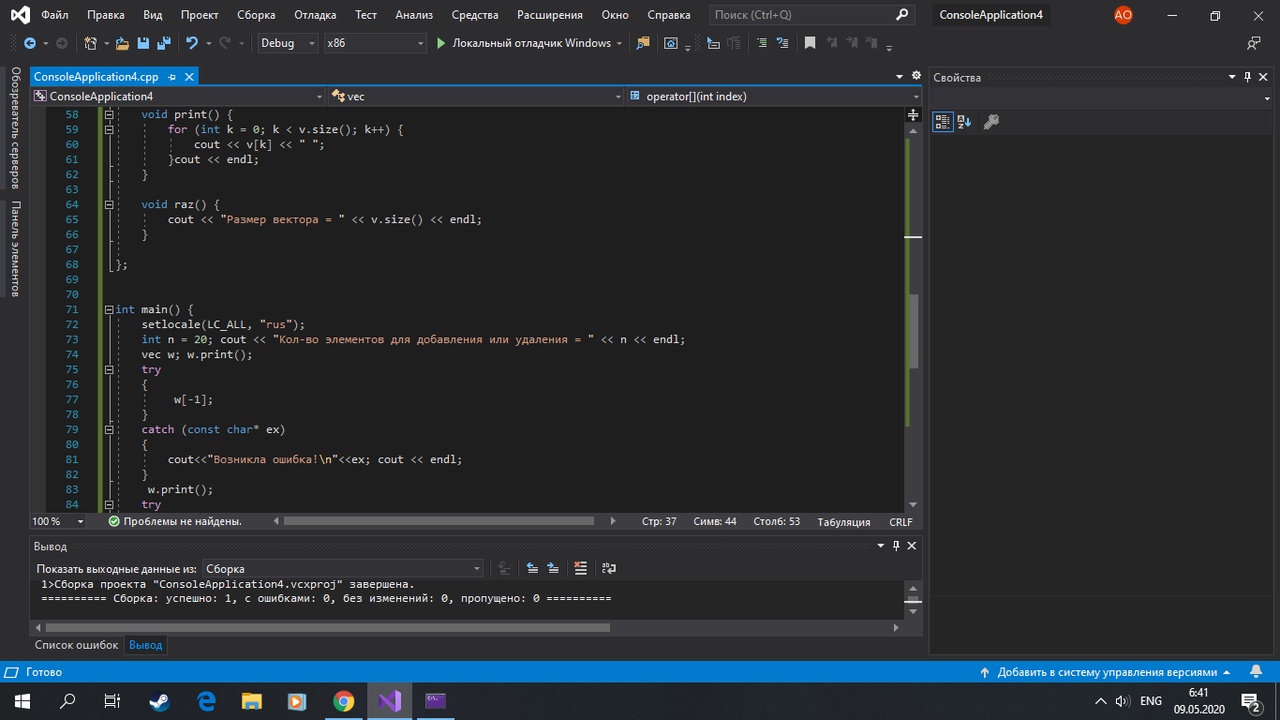 Файл Правка Вид Проект Сборка Отладка Тест Анализ Средства Расширения Окно Справка Поиск (Ctrl+Q) ConsoleApplication4 AO
Debug x86 Локальный отладчик Windows
Обозреватель серверов
Панель элементов
ConsoleApplication4.cpp
ConsoleApplication4 vec operator[](int index)
58 void print() {
59 for (int k = 0; k < v.size(); k++) {
60 cout << v[k] << " ";
61 }cout << endl;
62 }
63
64 void raz() {
65 cout << "Размер вектора = " << v.size() << endl;
66 }
67
68 };
69
70
71 int main() {
72 setlocale(LC_ALL, "rus");
73 int n = 20; cout << "Кол-во элементов для добавления или удаления = " << n << endl;
74 vec w; w.print();
75 try
76 {
77 w[-1];
78 }
79 catch (const char* ex)
80 {
81 cout<<"Возникла ошибка!\n"<<ex; cout << endl;
82 }
83 w.print();
84 try
100 % Проблемы не найдены. Стр: 37 Симв: 44 Столб: 53 Табуляция CRLF
Вывод
Показать выходные данные из: Сборка
1>Сборка проекта "ConsoleApplication4.vcxproj" завершена.
========== Сборка: успешно: 1, с ошибками: 0, без изменений: 0, пропущено: 0 ==========
Список ошибок Вывод
Свойства
Готово Добавить в систему управления версиями
ENG 6:41
09.05.2020
2